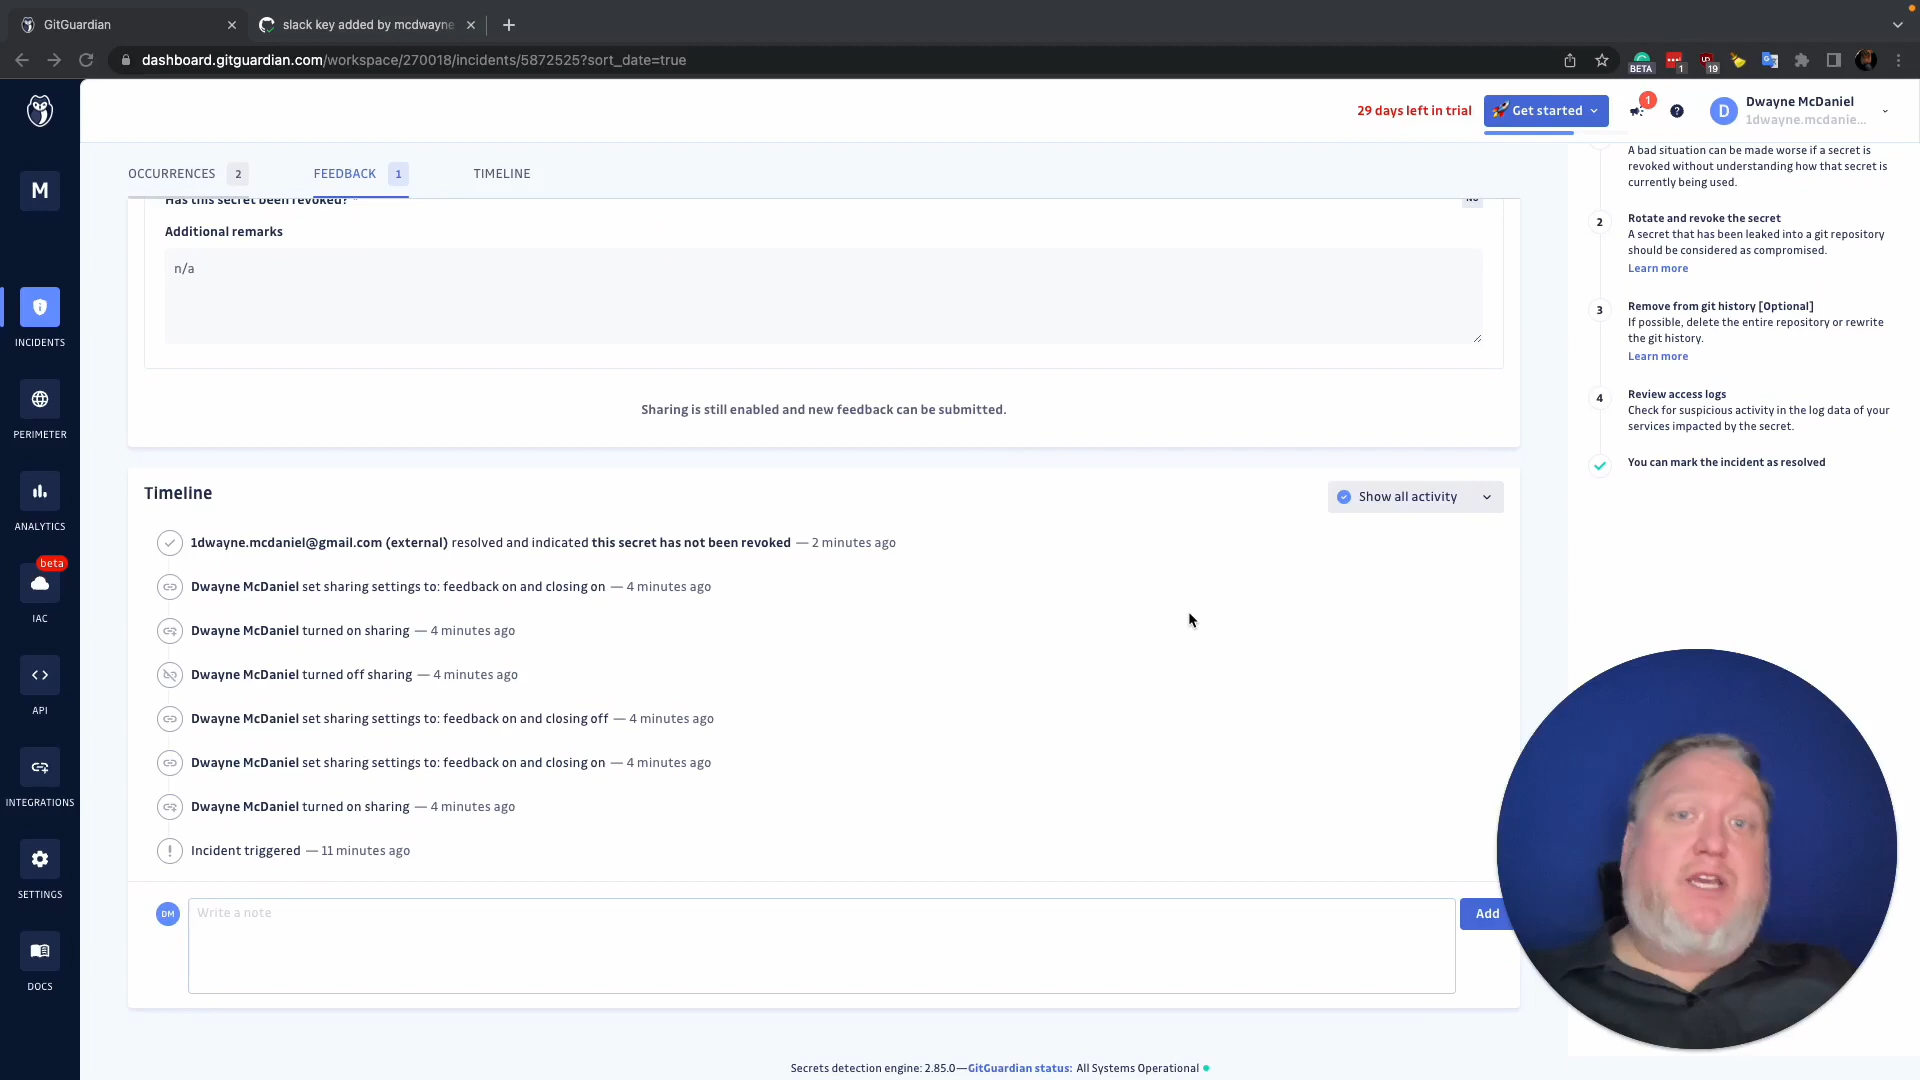 GitGuardian
slack key added by mcdwayne
dashboard.gitguardian.com/workspace/270018/incidents/5872525?sort_date=true
BETA
1
19
29 days left in trial
Get started
1
D
Dwayne McDaniel
1dwayne.mcdanie...
M
INCIDENTS
PERIMETER
ANALYTICS
beta
IAC
API
INTEGRATIONS
SETTINGS
DOCS
OCCURRENCES 2
FEEDBACK 1
TIMELINE
Has this secret been revoked? *
NO
Additional remarks
n/a
Sharing is still enabled and new feedback can be submitted.
Timeline
Show all activity
1dwayne.mcdaniel@gmail.com (external) resolved and indicated this secret has not been revoked — 2 minutes ago
Dwayne McDaniel set sharing settings to: feedback on and closing on — 4 minutes ago
Dwayne McDaniel turned on sharing — 4 minutes ago
Dwayne McDaniel turned off sharing — 4 minutes ago
Dwayne McDaniel set sharing settings to: feedback on and closing off — 4 minutes ago
Dwayne McDaniel set sharing settings to: feedback on and closing on — 4 minutes ago
Dwayne McDaniel turned on sharing — 4 minutes ago
Incident triggered — 11 minutes ago
DM
Write a note
Add
A bad situation can be made worse if a secret is
revoked without understanding how that secret is
currently being used.
2
Rotate and revoke the secret
A secret that has been leaked into a git repository
should be considered as compromised.
Learn more
3
Remove from git history [Optional]
If possible, delete the entire repository or rewrite
the git history.
Learn more
4
Review access logs
Check for suspicious activity in the log data of your
services impacted by the secret.
You can mark the incident as resolved
Secrets detection engine: 2.85.0—GitGuardian status: All Systems Operational